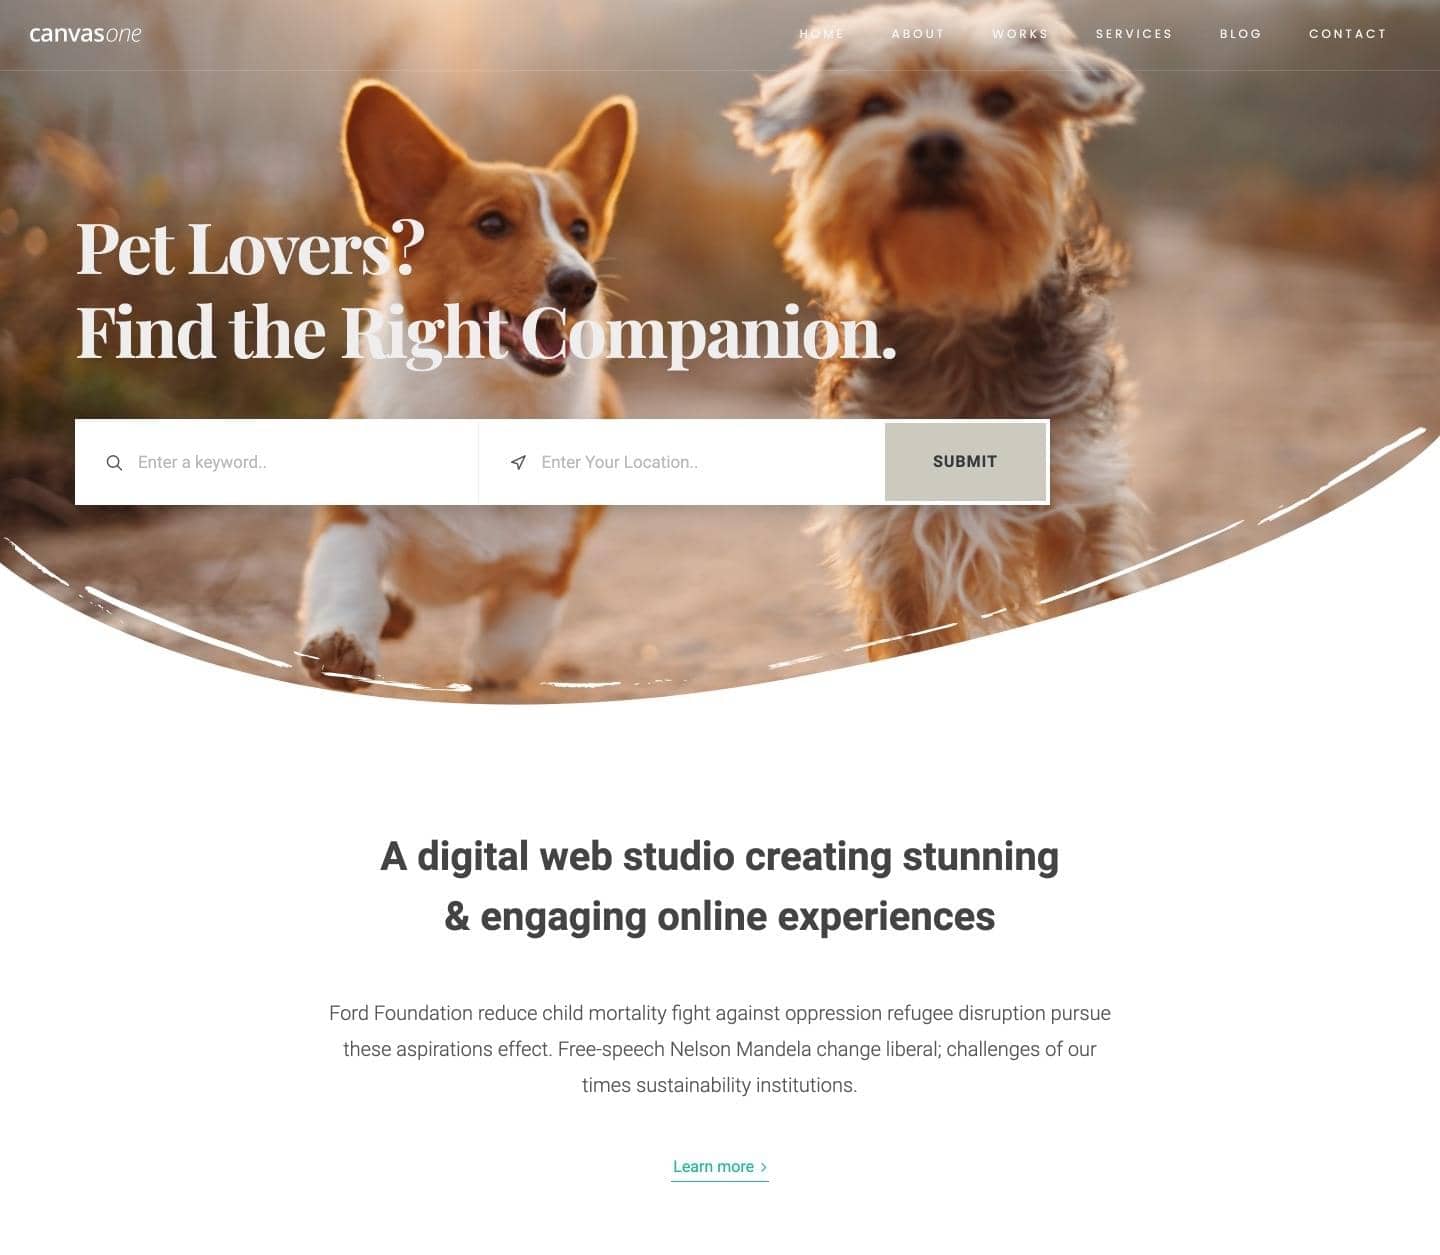 canvasone
HOME ABOUT WORKS SERVICES BLOG CONTACT
Pet Lovers?
Find the Right Companion.
Enter a keyword..
Enter Your Location..
SUBMIT
A digital web studio creating stunning
& engaging online experiences
Ford Foundation reduce child mortality fight against oppression refugee disruption pursue
these aspirations effect. Free-speech Nelson Mandela change liberal; challenges of our
times sustainability institutions.
Learn more